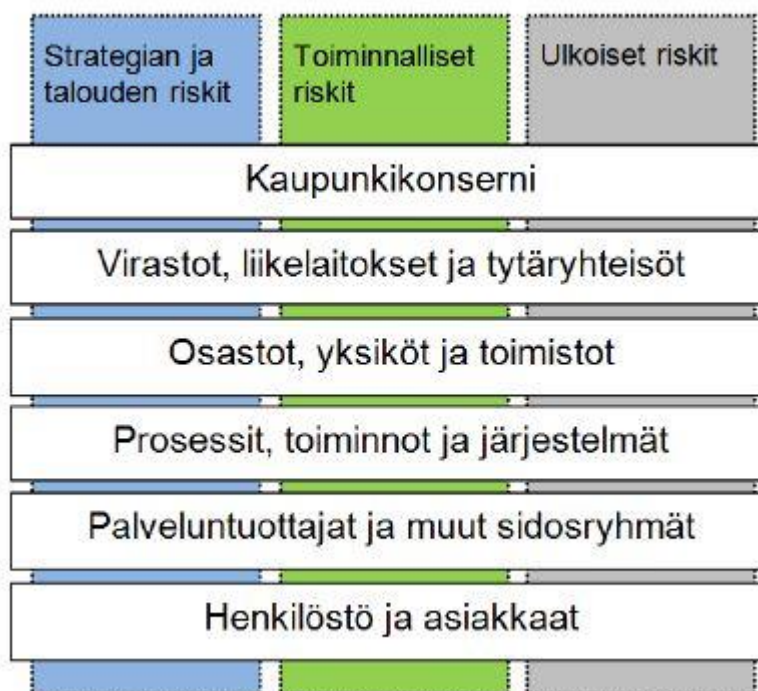 Strategian ja
talouden riskit
Toiminnalliset
riskit
Ulkoiset riskit
Kaupunkikonserni
Virastot, liikelaitokset ja tytäryhteisöt
Osastot, yksiköt ja toimistot
Prosessit, toiminnot ja järjestelmät
Palveluntuottajat ja muut sidosryhmät
Henkilöstö ja asiakkaat